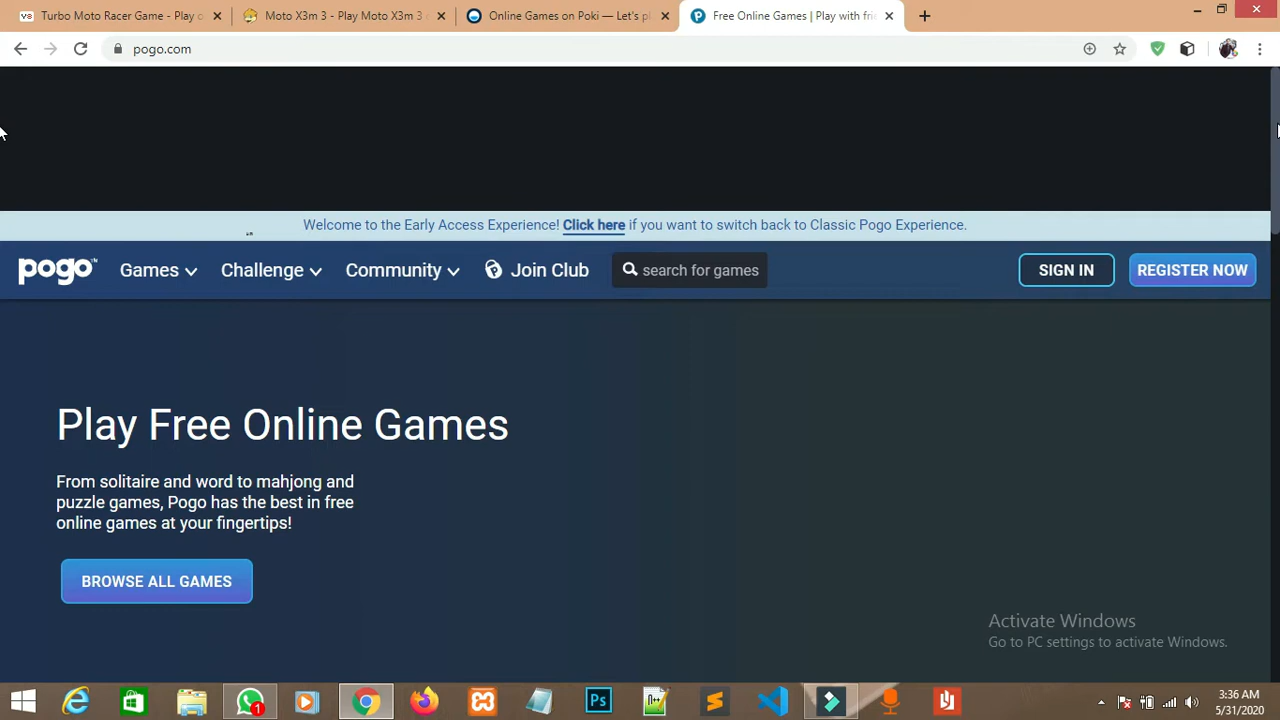 Turbo Moto Racer Game - Play o
Moto X3m 3 - Play Moto X3m 3 o
Online Games on Poki — Let's pl
Free Online Games | Play with frie
pogo.com
Welcome to the Early Access Experience! Click here if you want to switch back to Classic Pogo Experience.
pogo™ Games Challenge Community Join Club search for games SIGN IN REGISTER NOW
Play Free Online Games
From solitaire and word to mahjong and
puzzle games, Pogo has the best in free
online games at your fingertips!
BROWSE ALL GAMES
Activate Windows
Go to PC settings to activate Windows.
1
Ps
3:36 AM
5/31/2020